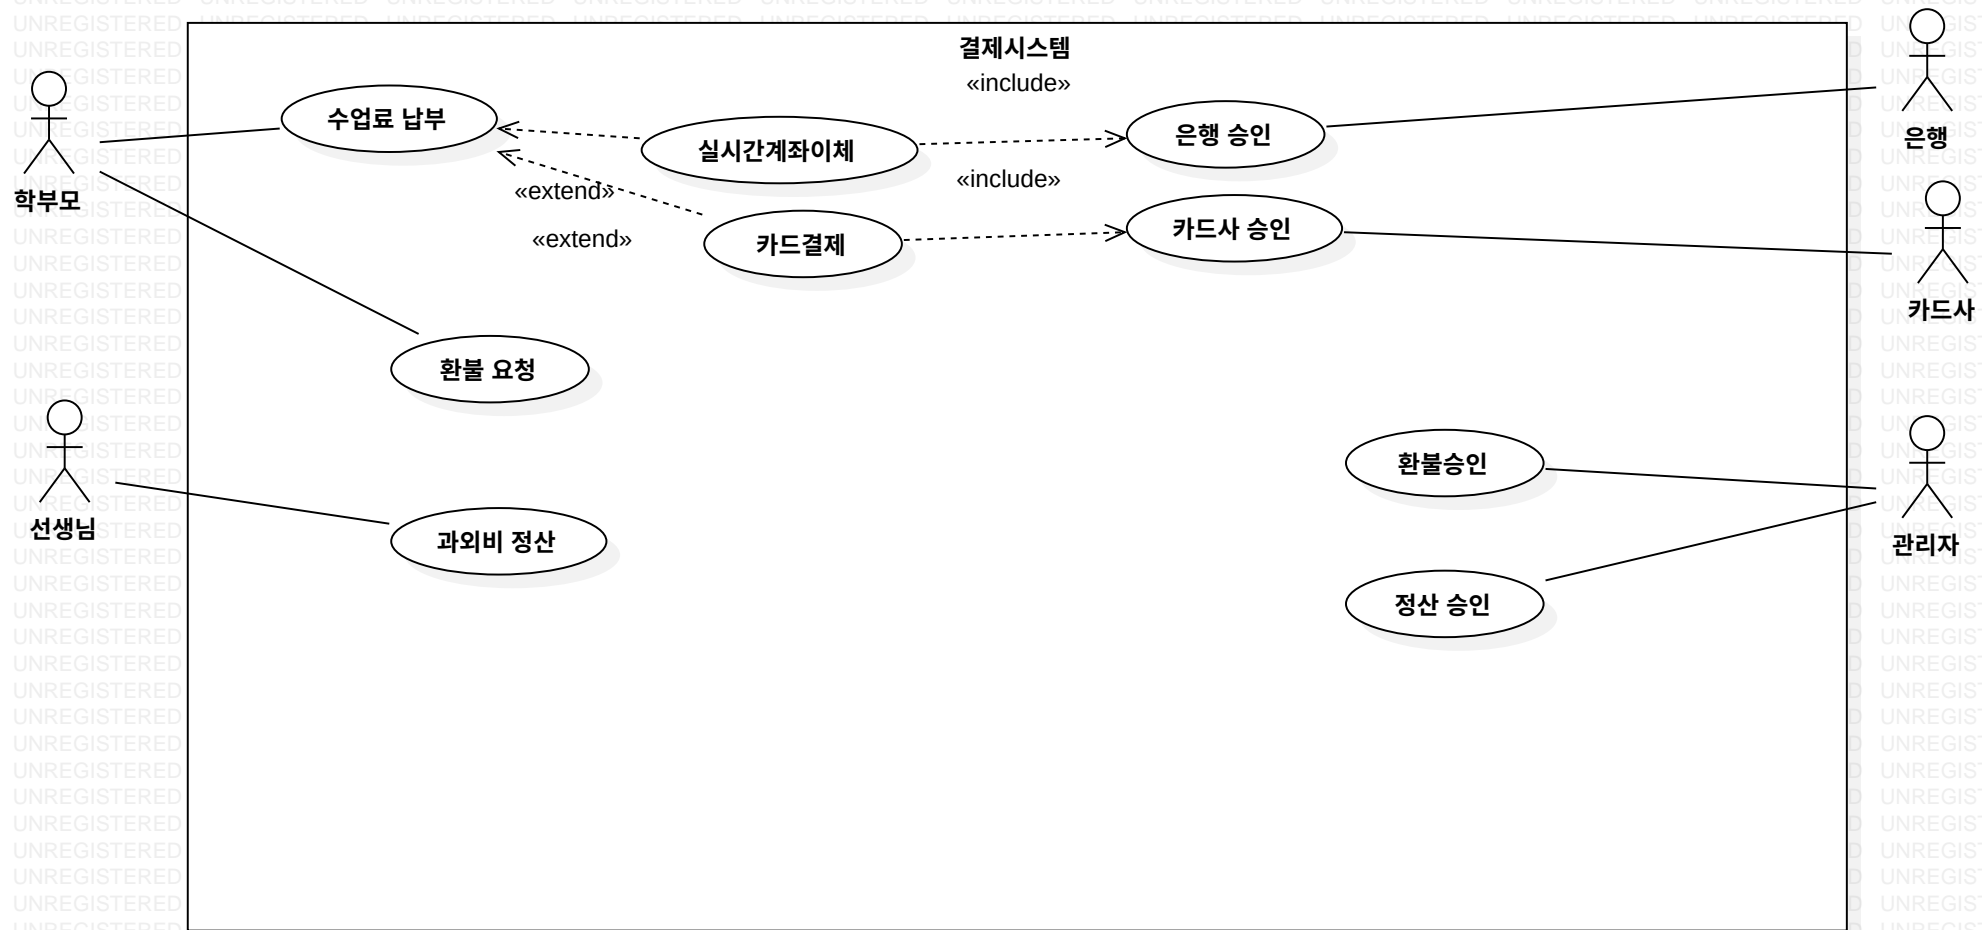 결제시스템
«include»
수업료 납부
실시간계좌이체
은행 승인
은행
«extend»
«include»
학부모
카드결제
카드사 승인
«extend»
카드사
환불 요청
환불승인
선생님
과외비 정산
관리자
정산 승인
UNREGISTERED